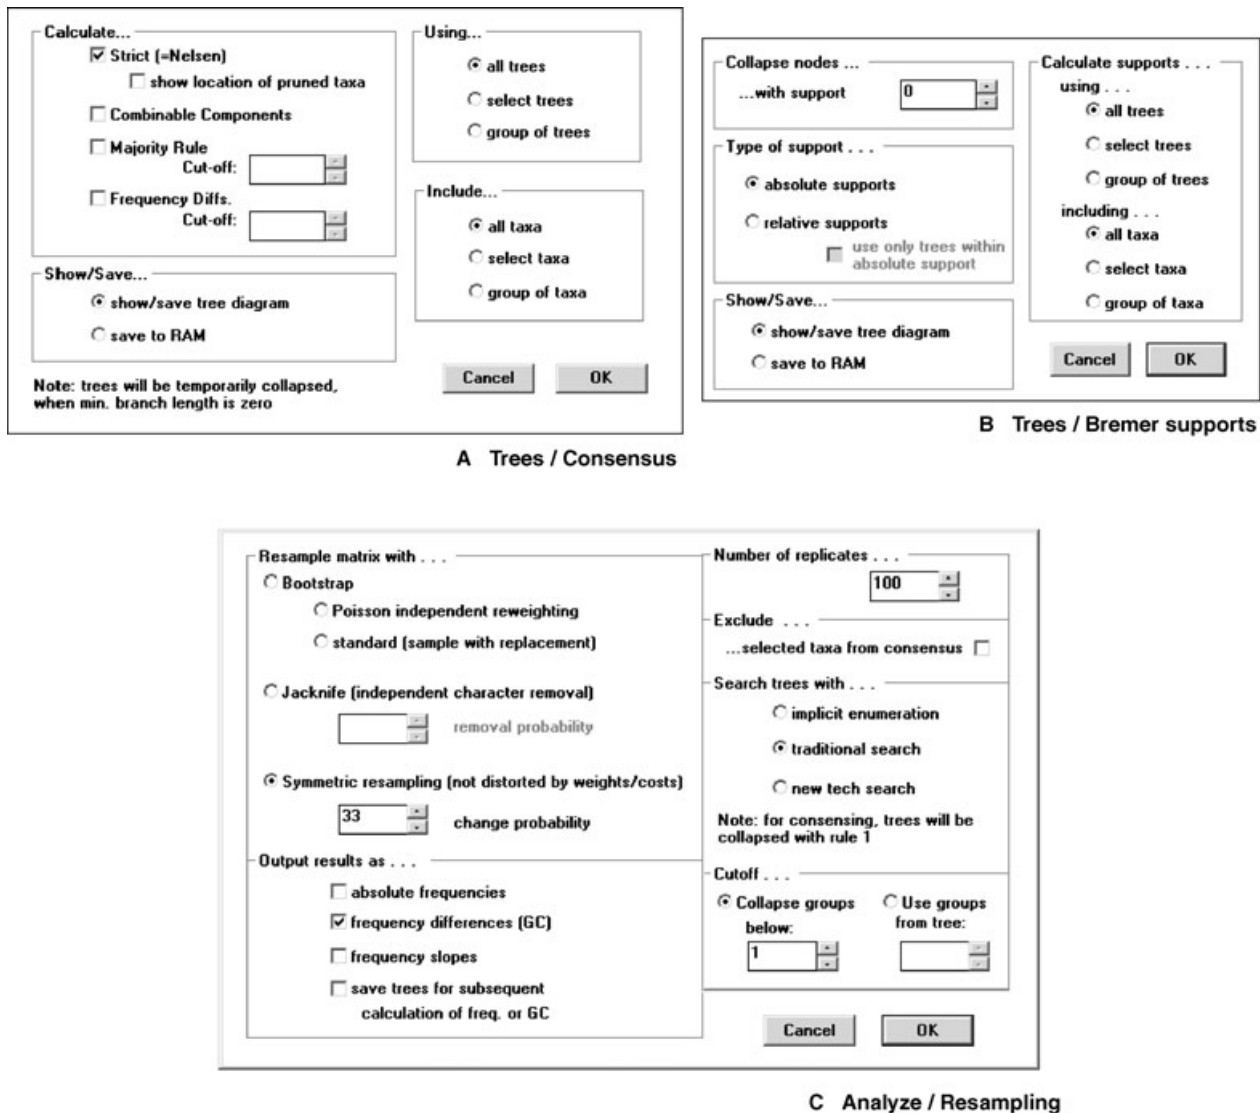 Calculate...
Strict (=Nelsen)
show location of pruned taxa
Combinable Components
Majority Rule
Cut-off:
Frequency Diffs.
Cut-off:
Show/Save...
show/save tree diagram
save to RAM
Note: trees will be temporarily collapsed,
when min. branch length is zero
Using...
all trees
select trees
group of trees
Include...
all taxa
select taxa
group of taxa
Cancel
OK
A Trees / Consensus
Collapse nodes ...
...with support
0
Type of support . . .
absolute supports
relative supports
use only trees within
absolute support
Show/Save...
show/save tree diagram
save to RAM
Calculate supports . . .
using . . .
all trees
select trees
group of trees
including . . .
all taxa
select taxa
group of taxa
Cancel
OK
B Trees / Bremer supports
Resample matrix with . . .
Bootstrap
Poisson independent reweighting
standard (sample with replacement)
Jacknife (independent character removal)
removal probability
Symmetric resampling (not distorted by weights/costs)
33
change probability
Output results as . . .
absolute frequencies
frequency differences (GC)
frequency slopes
save trees for subsequent
calculation of freq. or GC
Number of replicates . . .
100
Exclude . . .
...selected taxa from consensus
Search trees with . . .
implicit enumeration
traditional search
new tech search
Note: for consensing, trees will be
collapsed with rule 1
Cutoff . . .
Collapse groups
below:
1
Use groups
from tree:
Cancel
OK
C Analyze / Resampling